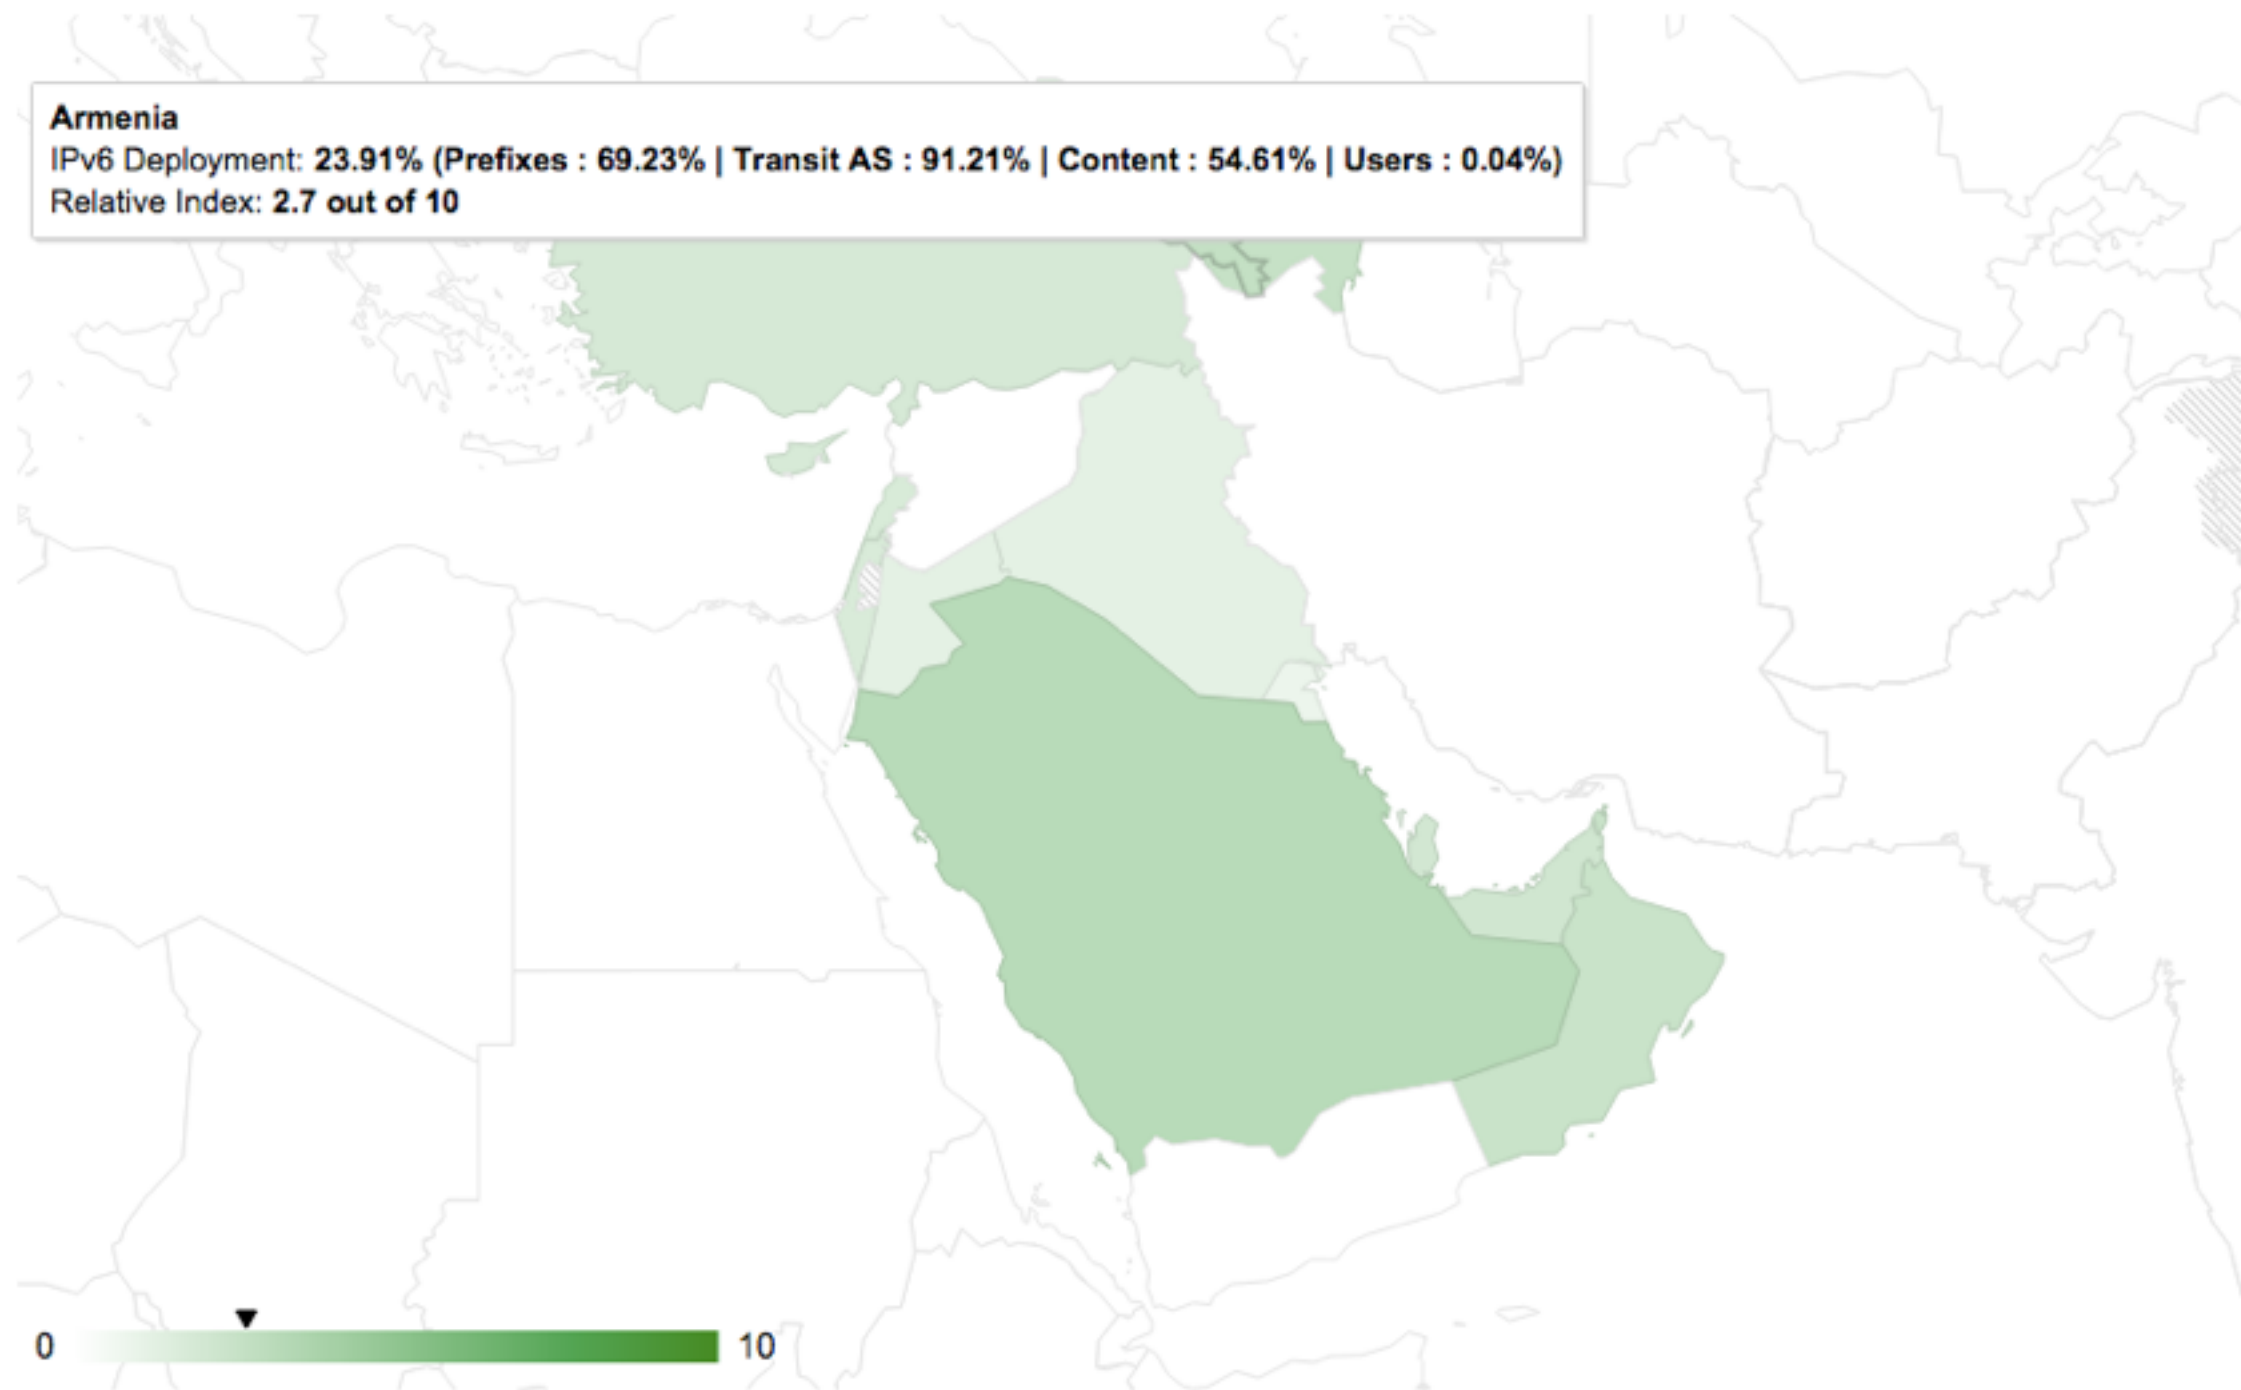 Armenia
IPv6 Deployment: 23.91% (Prefixes : 69.23% | Transit AS : 91.21% | Content : 54.61% | Users : 0.04%)
Relative Index: 2.7 out of 10
0 10